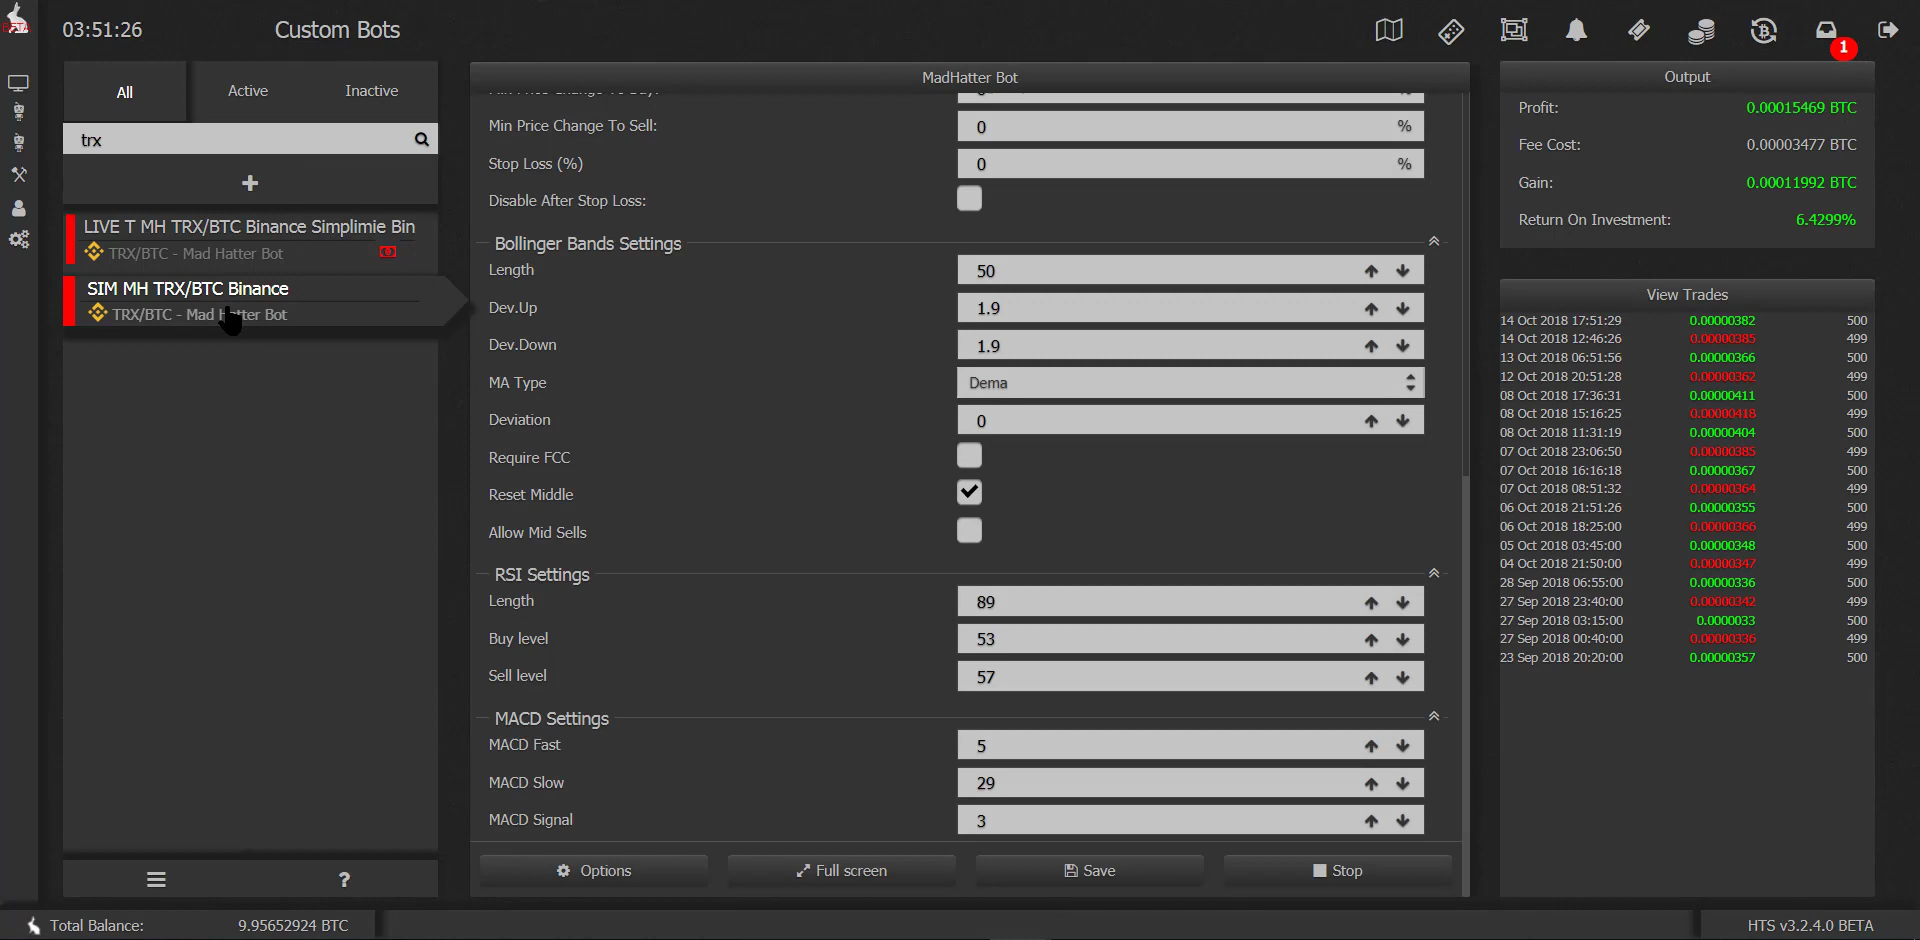 BETA
03:51:26
Custom Bots
1
All
Active
Inactive
trx
LIVE T MH TRX/BTC Binance Simplimie Bin
TRX/BTC - Mad Hatter Bot
SIM MH TRX/BTC Binance
TRX/BTC - Mad Hatter Bot
?
MadHatter Bot
Min Price Change To Buy:
%
Min Price Change To Sell:
0
%
Stop Loss (%)
0
%
Disable After Stop Loss:
Bollinger Bands Settings
Length
50
Dev.Up
1.9
Dev.Down
1.9
MA Type
Dema
Deviation
0
Require FCC
Reset Middle
Allow Mid Sells
RSI Settings
Length
89
Buy level
53
Sell level
57
MACD Settings
MACD Fast
5
MACD Slow
29
MACD Signal
3
Options
Full screen
Save
Stop
Output
Profit: 0.00015469 BTC
Fee Cost: 0.00003477 BTC
Gain: 0.00011992 BTC
Return On Investment: 6.4299%
View Trades
14 Oct 2018 17:51:29 0.00000382 500
14 Oct 2018 12:46:26 0.00000385 499
13 Oct 2018 06:51:56 0.00000366 500
12 Oct 2018 20:51:28 0.00000362 499
08 Oct 2018 17:36:31 0.00000411 500
08 Oct 2018 15:16:25 0.00000418 499
08 Oct 2018 11:31:19 0.00000404 500
07 Oct 2018 23:06:50 0.00000385 499
07 Oct 2018 16:16:18 0.00000367 500
07 Oct 2018 08:51:32 0.00000364 499
06 Oct 2018 21:51:26 0.00000355 500
06 Oct 2018 18:25:00 0.00000366 499
05 Oct 2018 03:45:00 0.00000348 500
04 Oct 2018 21:50:00 0.00000347 499
28 Sep 2018 06:55:00 0.00000336 500
27 Sep 2018 23:40:00 0.00000342 499
27 Sep 2018 03:15:00 0.0000033 500
27 Sep 2018 00:40:00 0.00000336 499
23 Sep 2018 20:20:00 0.00000357 500
Total Balance: 9.95652924 BTC
HTS v3.2.4.0 BETA